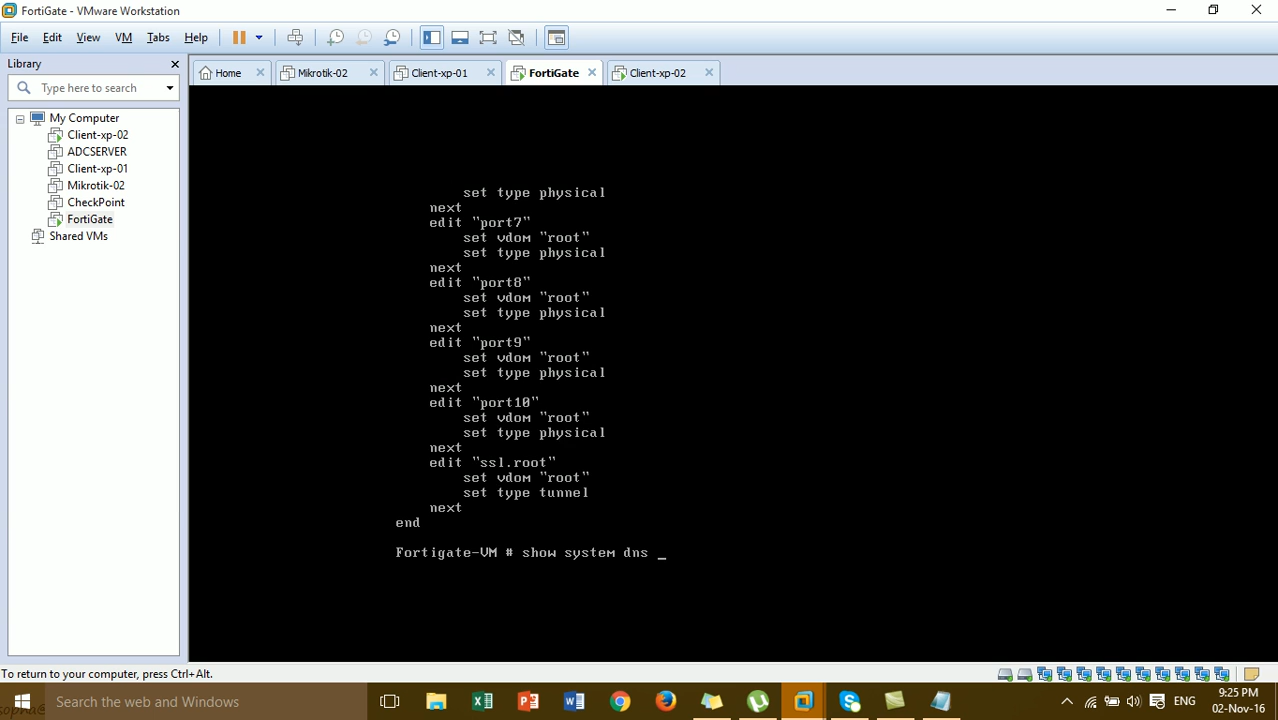 FortiGate - VMware Workstation
File Edit View VM Tabs Help
Library
Type here to search
My Computer
Client-xp-02
ADCSERVER
Client-xp-01
Mikrotik-02
CheckPoint
FortiGate
Shared VMs
Home Mikrotik-02 Client-xp-01 FortiGate Client-xp-02
set type physical
next
edit "port7"
set vdom "root"
set type physical
next
edit "port8"
set vdom "root"
set type physical
next
edit "port9"
set vdom "root"
set type physical
next
edit "port10"
set vdom "root"
set type physical
next
edit "ssl.root"
set vdom "root"
set type tunnel
next
end
Fortigate-VM # show system dns _
To return to your computer, press Ctrl+Alt.
Search the web and Windows
ENG
9:25 PM
02-Nov-16